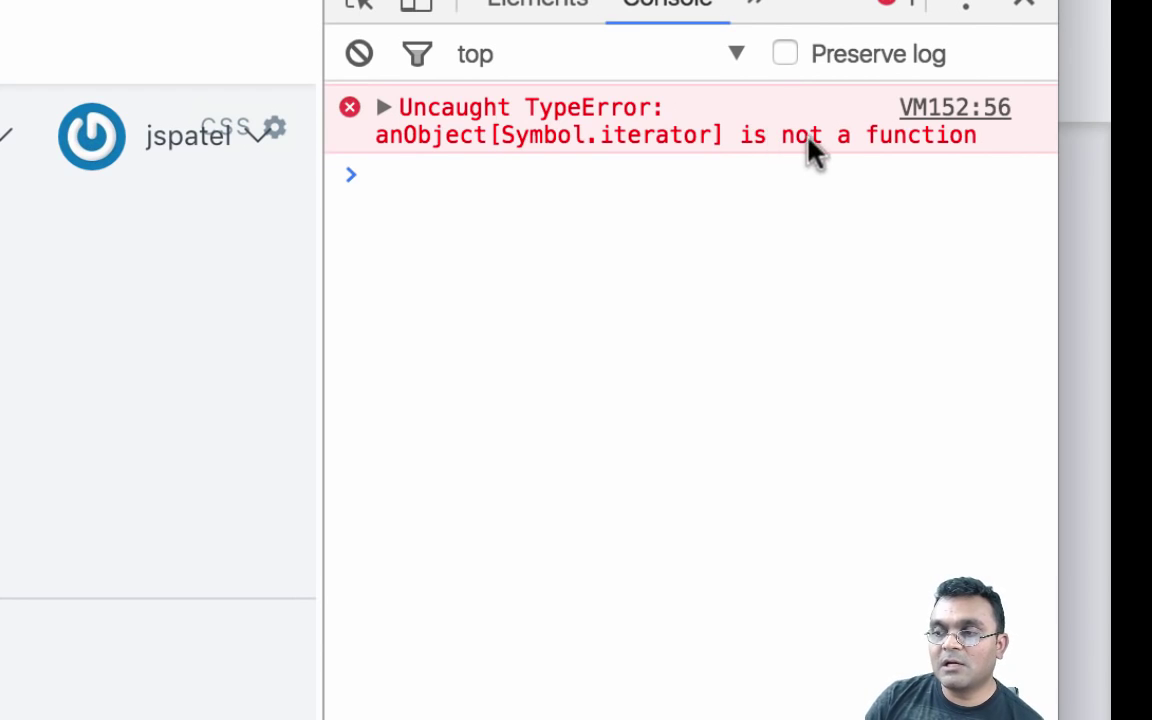 Elements Console »
top Preserve log
Uncaught TypeError: VM152:56
anObject[Symbol.iterator] is not a function
jspatel
CSS